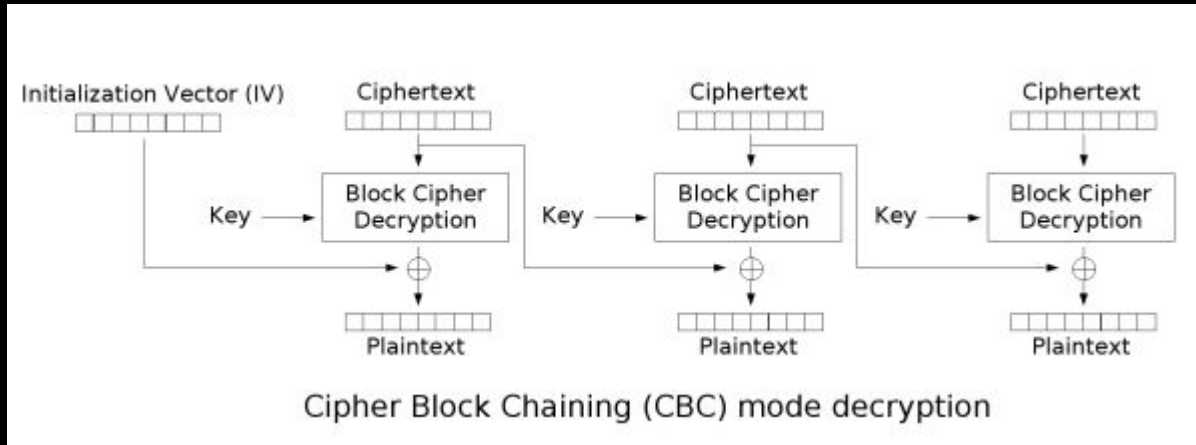 Initialization Vector (IV)
Ciphertext
Ciphertext
Ciphertext
Key
Block Cipher
Decryption
Key
Block Cipher
Decryption
Key
Block Cipher
Decryption
Plaintext
Plaintext
Plaintext
Cipher Block Chaining (CBC) mode decryption